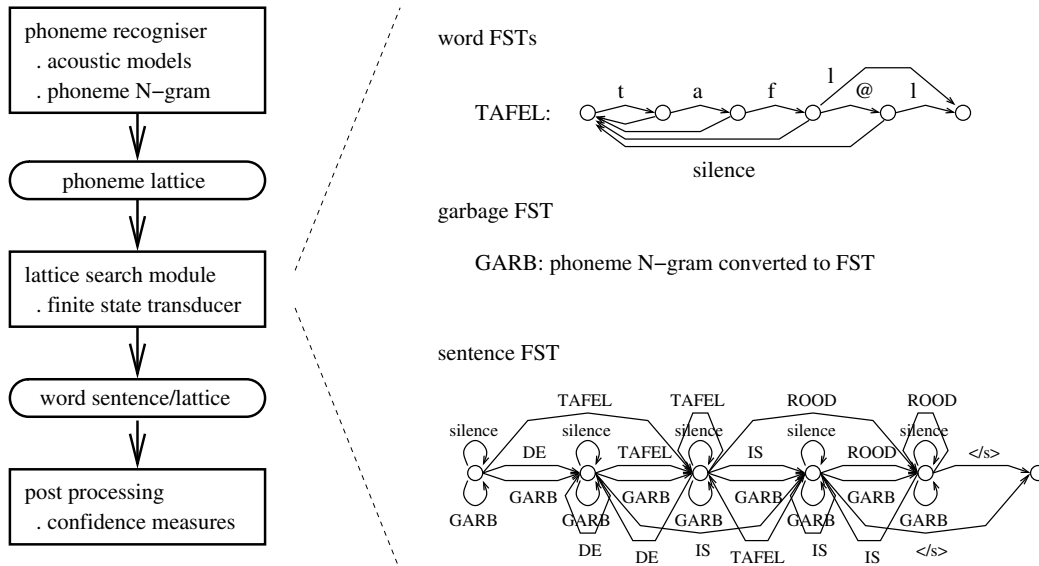 phoneme recogniser
. acoustic models
. phoneme N−gram
phoneme lattice
lattice search module
. finite state transducer
word sentence/lattice
post processing
. confidence measures
word FSTs
TAFEL:
t a f l @ l
silence
garbage FST
GARB: phoneme N−gram converted to FST
sentence FST
TAFEL TAFEL ROOD ROOD
silence silence silence silence silence
DE TAFEL IS ROOD </s>
GARB GARB GARB GARB
GARB GARB GARB GARB GARB
DE DE IS TAFEL IS IS </s>